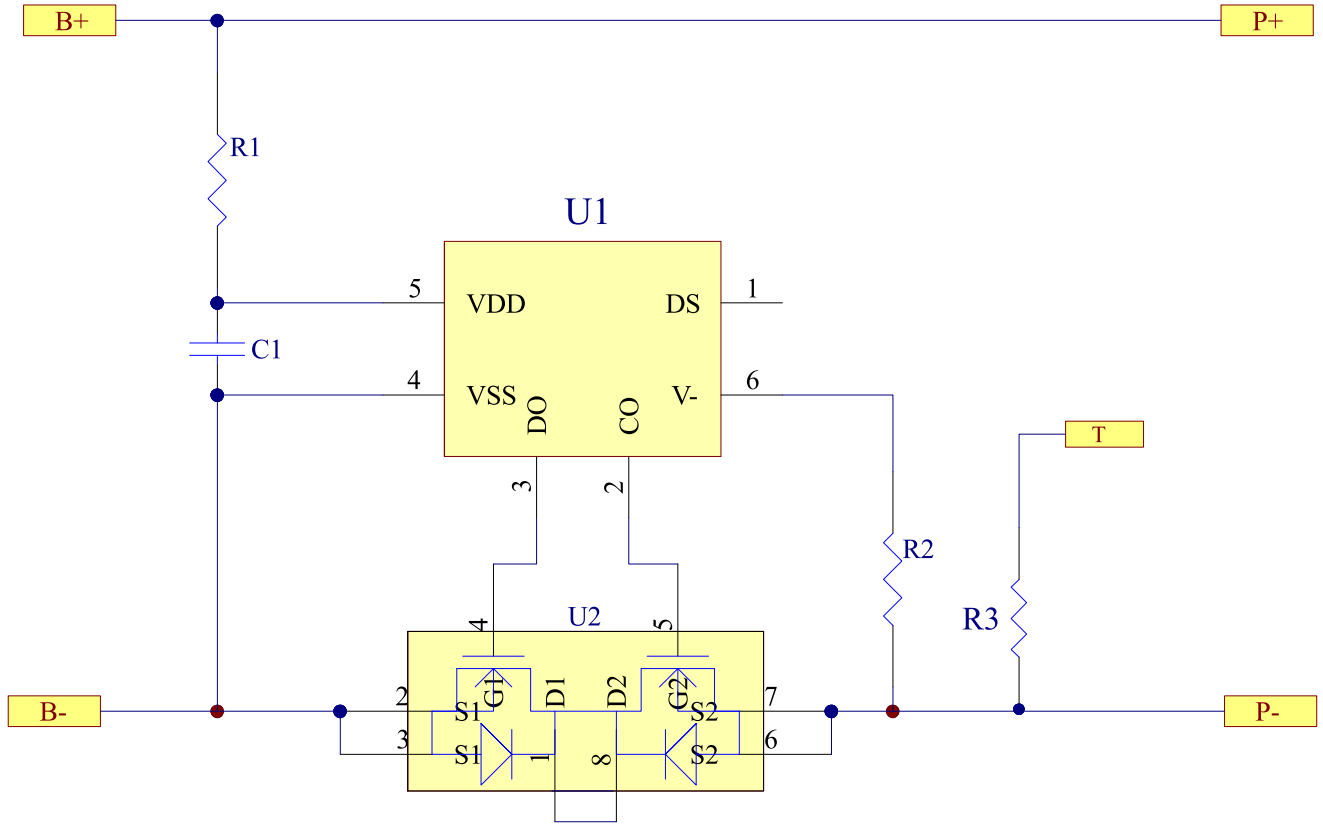 B+
P+
R1
U1
5
VDD
DS
1
C1
4
VSS
DO
CO
V-
6
T
3
2
R2
R3
U2
4
5
G1
D1
D2
G2
B-
2
S1
S2
7
P-
3
S1
1
8
S2
6